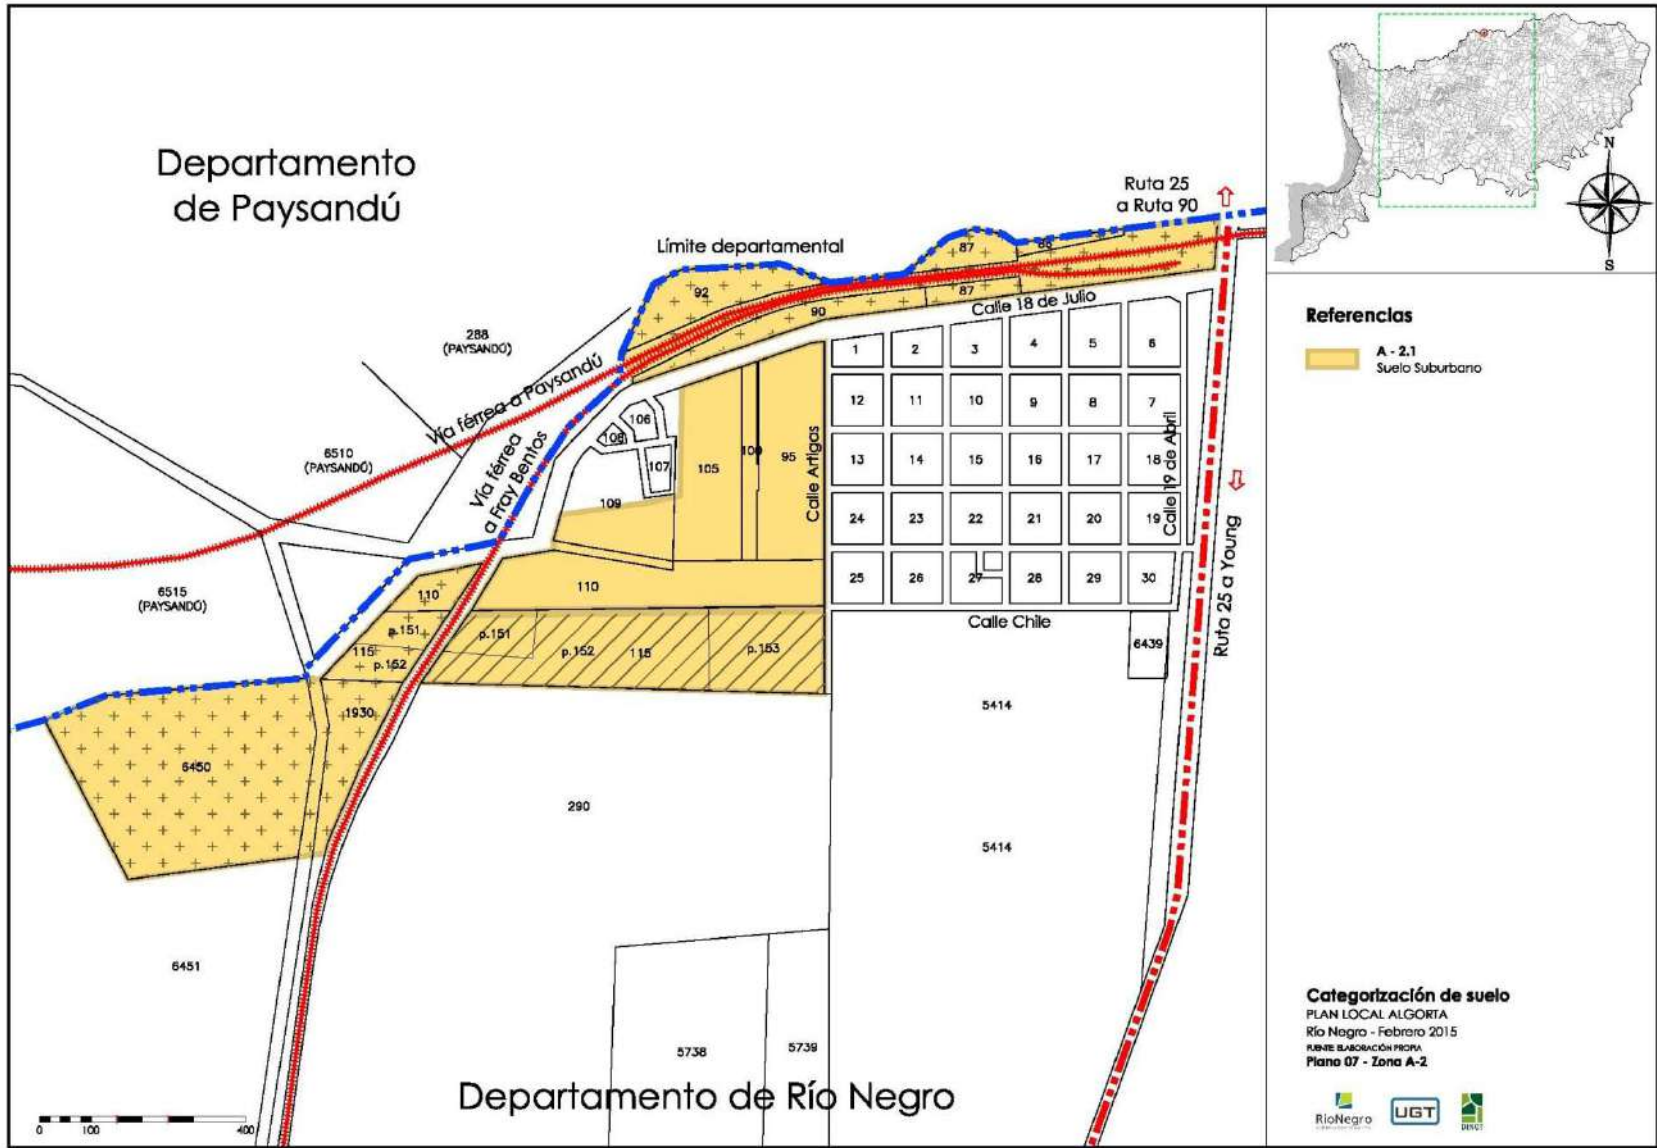 Departamento
de Paysandú
Ruta 25
a Ruta 90
Límite departamental
87
92
87
90
Calle 18 de Julio
288
(PAYSANDÚ)
Vía férrea a Paysandú
Vía férrea
a Fray Bentos
6510
(PAYSANDÚ)
6515
(PAYSANDÚ)
106
108
107
109
105
100
95
Calle Artigas
1
2
3
4
5
6
12
11
10
9
8
7
13
14
15
16
17
18
24
23
22
21
20
19
25
26
27
28
29
30
Calle 19 de Abril
Ruta 25 a Young
Calle Chile
6439
110
110
p.151
115
p.152
p.151
p.152
115
p.153
1930
6450
5414
290
5414
6451
5738
5739
Departamento de Río Negro
0
100
400
N
S
Referencias
A - 2.1
Suelo Suburbano
Categorización de suelo
PLAN LOCAL ALGORTA
Río Negro - Febrero 2015
FUENTE ELABORACIÓN PROPIA
Plano 07 - Zona A-2
RioNegro
UGT
DINOT